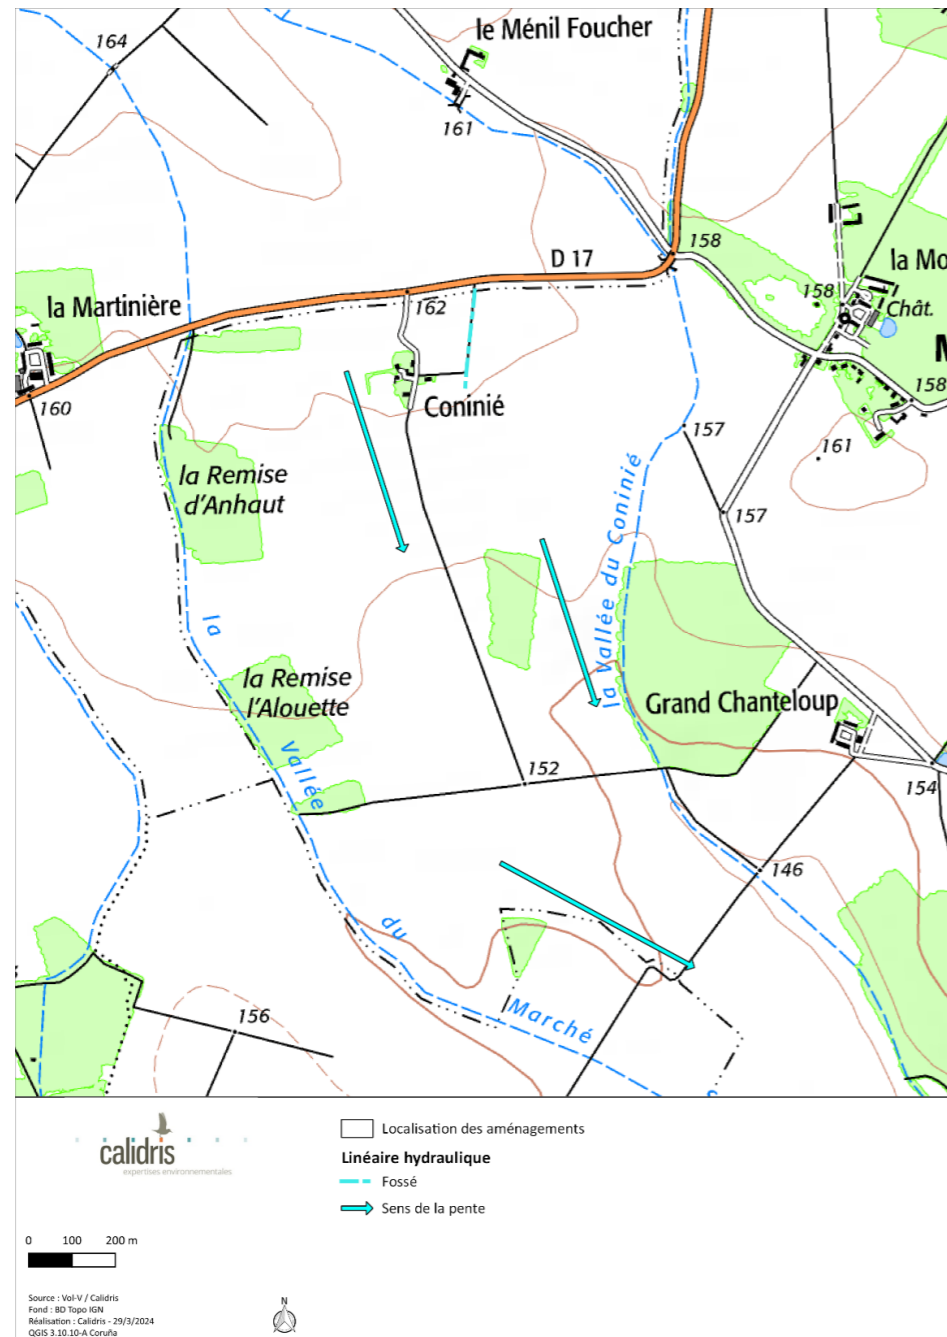 le Ménil Foucher
164
161
D 17
158
la Mo
158
Chât.
la Martinière
162
M
160
Coninié
158
157
161
la Remise
d'Anhaut
157
la Vallée du Coninié
la
la Remise
l'Alouette
Grand Chanteloup
Vallée
152
154
146
du
Marché
156
calidris
expertises environnementales
Localisation des aménagements
Linéaire hydraulique
Fossé
Sens de la pente
0 100 200 m
Source : Vol-V / Calidris
Fond : BD Topo IGN
Réalisation : Calidris - 29/3/2024
QGIS 3.10.10-A Coruña
N